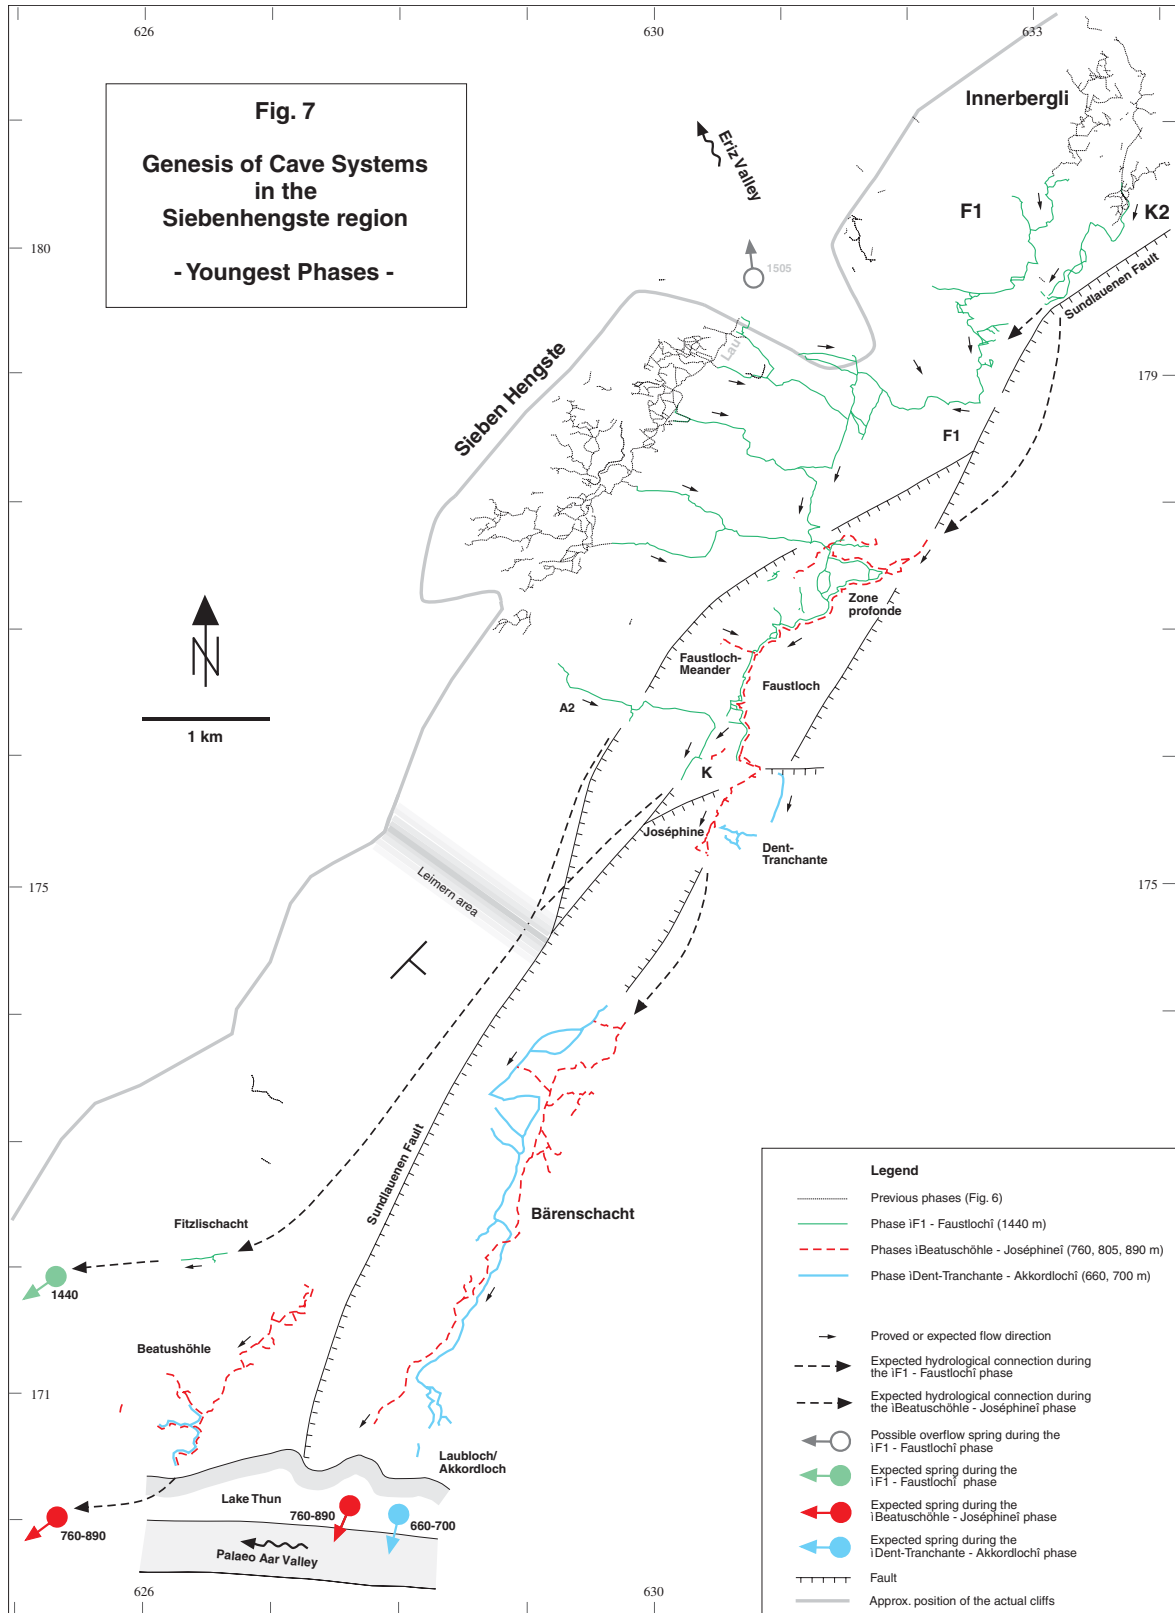 626
630
633
Fig. 7
Genesis of Cave Systems
in the
Siebenhengste region
- Youngest Phases -
Innerbergli
Eriz Valley
F1
K2
180
1505
Sundlauenen Fault
Lau
Sieben Hengste
179
F1
Zone
profonde
Faustloch-
Meander
Faustloch
A2
1 km
K
Joséphine
Dent-
Tranchante
Leimern area
175
175
Sundlauenen Fault
Bärenschacht
Fitzlischacht
1440
Beatushöhle
171
Laubloch/
Akkordloch
Lake Thun
760-890
660-700
760-890
Palaeo Aar Valley
626
630
Legend
Previous phases (Fig. 6)
Phase ìF1 - Faustlochî (1440 m)
Phases ìBeatuschöhle - Joséphineî (760, 805, 890 m)
Phase ìDent-Tranchante - Akkordlochî (660, 700 m)
Proved or expected flow direction
Expected hydrological connection during
the ìF1 - Faustlochî phase
Expected hydrological connection during
the ìBeatuschöhle - Joséphineî phase
Possible overflow spring during the
ìF1 - Faustlochî phase
Expected spring during the
ìF1 - Faustlochî  phase
Expected spring during the
ìBeatuschöhle - Joséphineî phase
Expected spring during the
ìDent-Tranchante - Akkordlochî phase
Fault
Approx. position of the actual cliffs
N